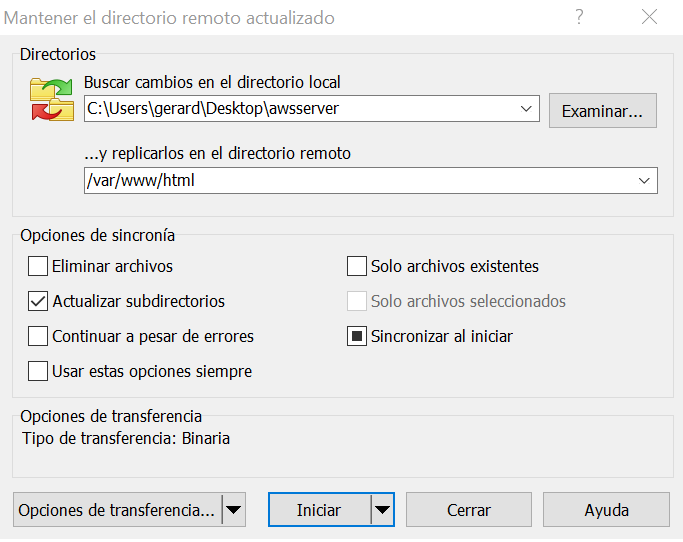 Mantener el directorio remoto actualizado
Directorios
Buscar cambios en el directorio local
C:\Users\gerard\Desktop\awsserver
Examinar...
...y replicarlos en el directorio remoto
/var/www/html
Opciones de sincronía
Eliminar archivos
Solo archivos existentes
Actualizar subdirectorios
Solo archivos seleccionados
Continuar a pesar de errores
Sincronizar al iniciar
Usar estas opciones siempre
Opciones de transferencia
Tipo de transferencia: Binaria
Opciones de transferencia...
Iniciar
Cerrar
Ayuda